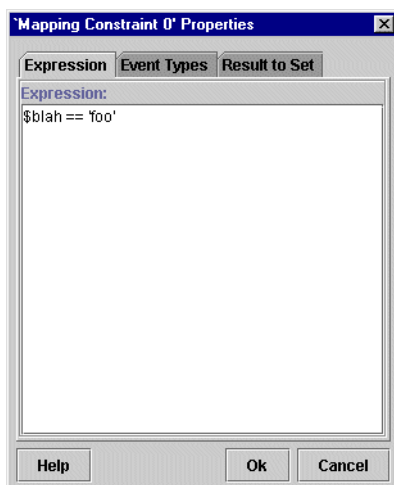 `Mapping Constraint 0' Properties
Expression Event Types Result to Set
Expression:
$blah == 'foo'
Help Ok Cancel